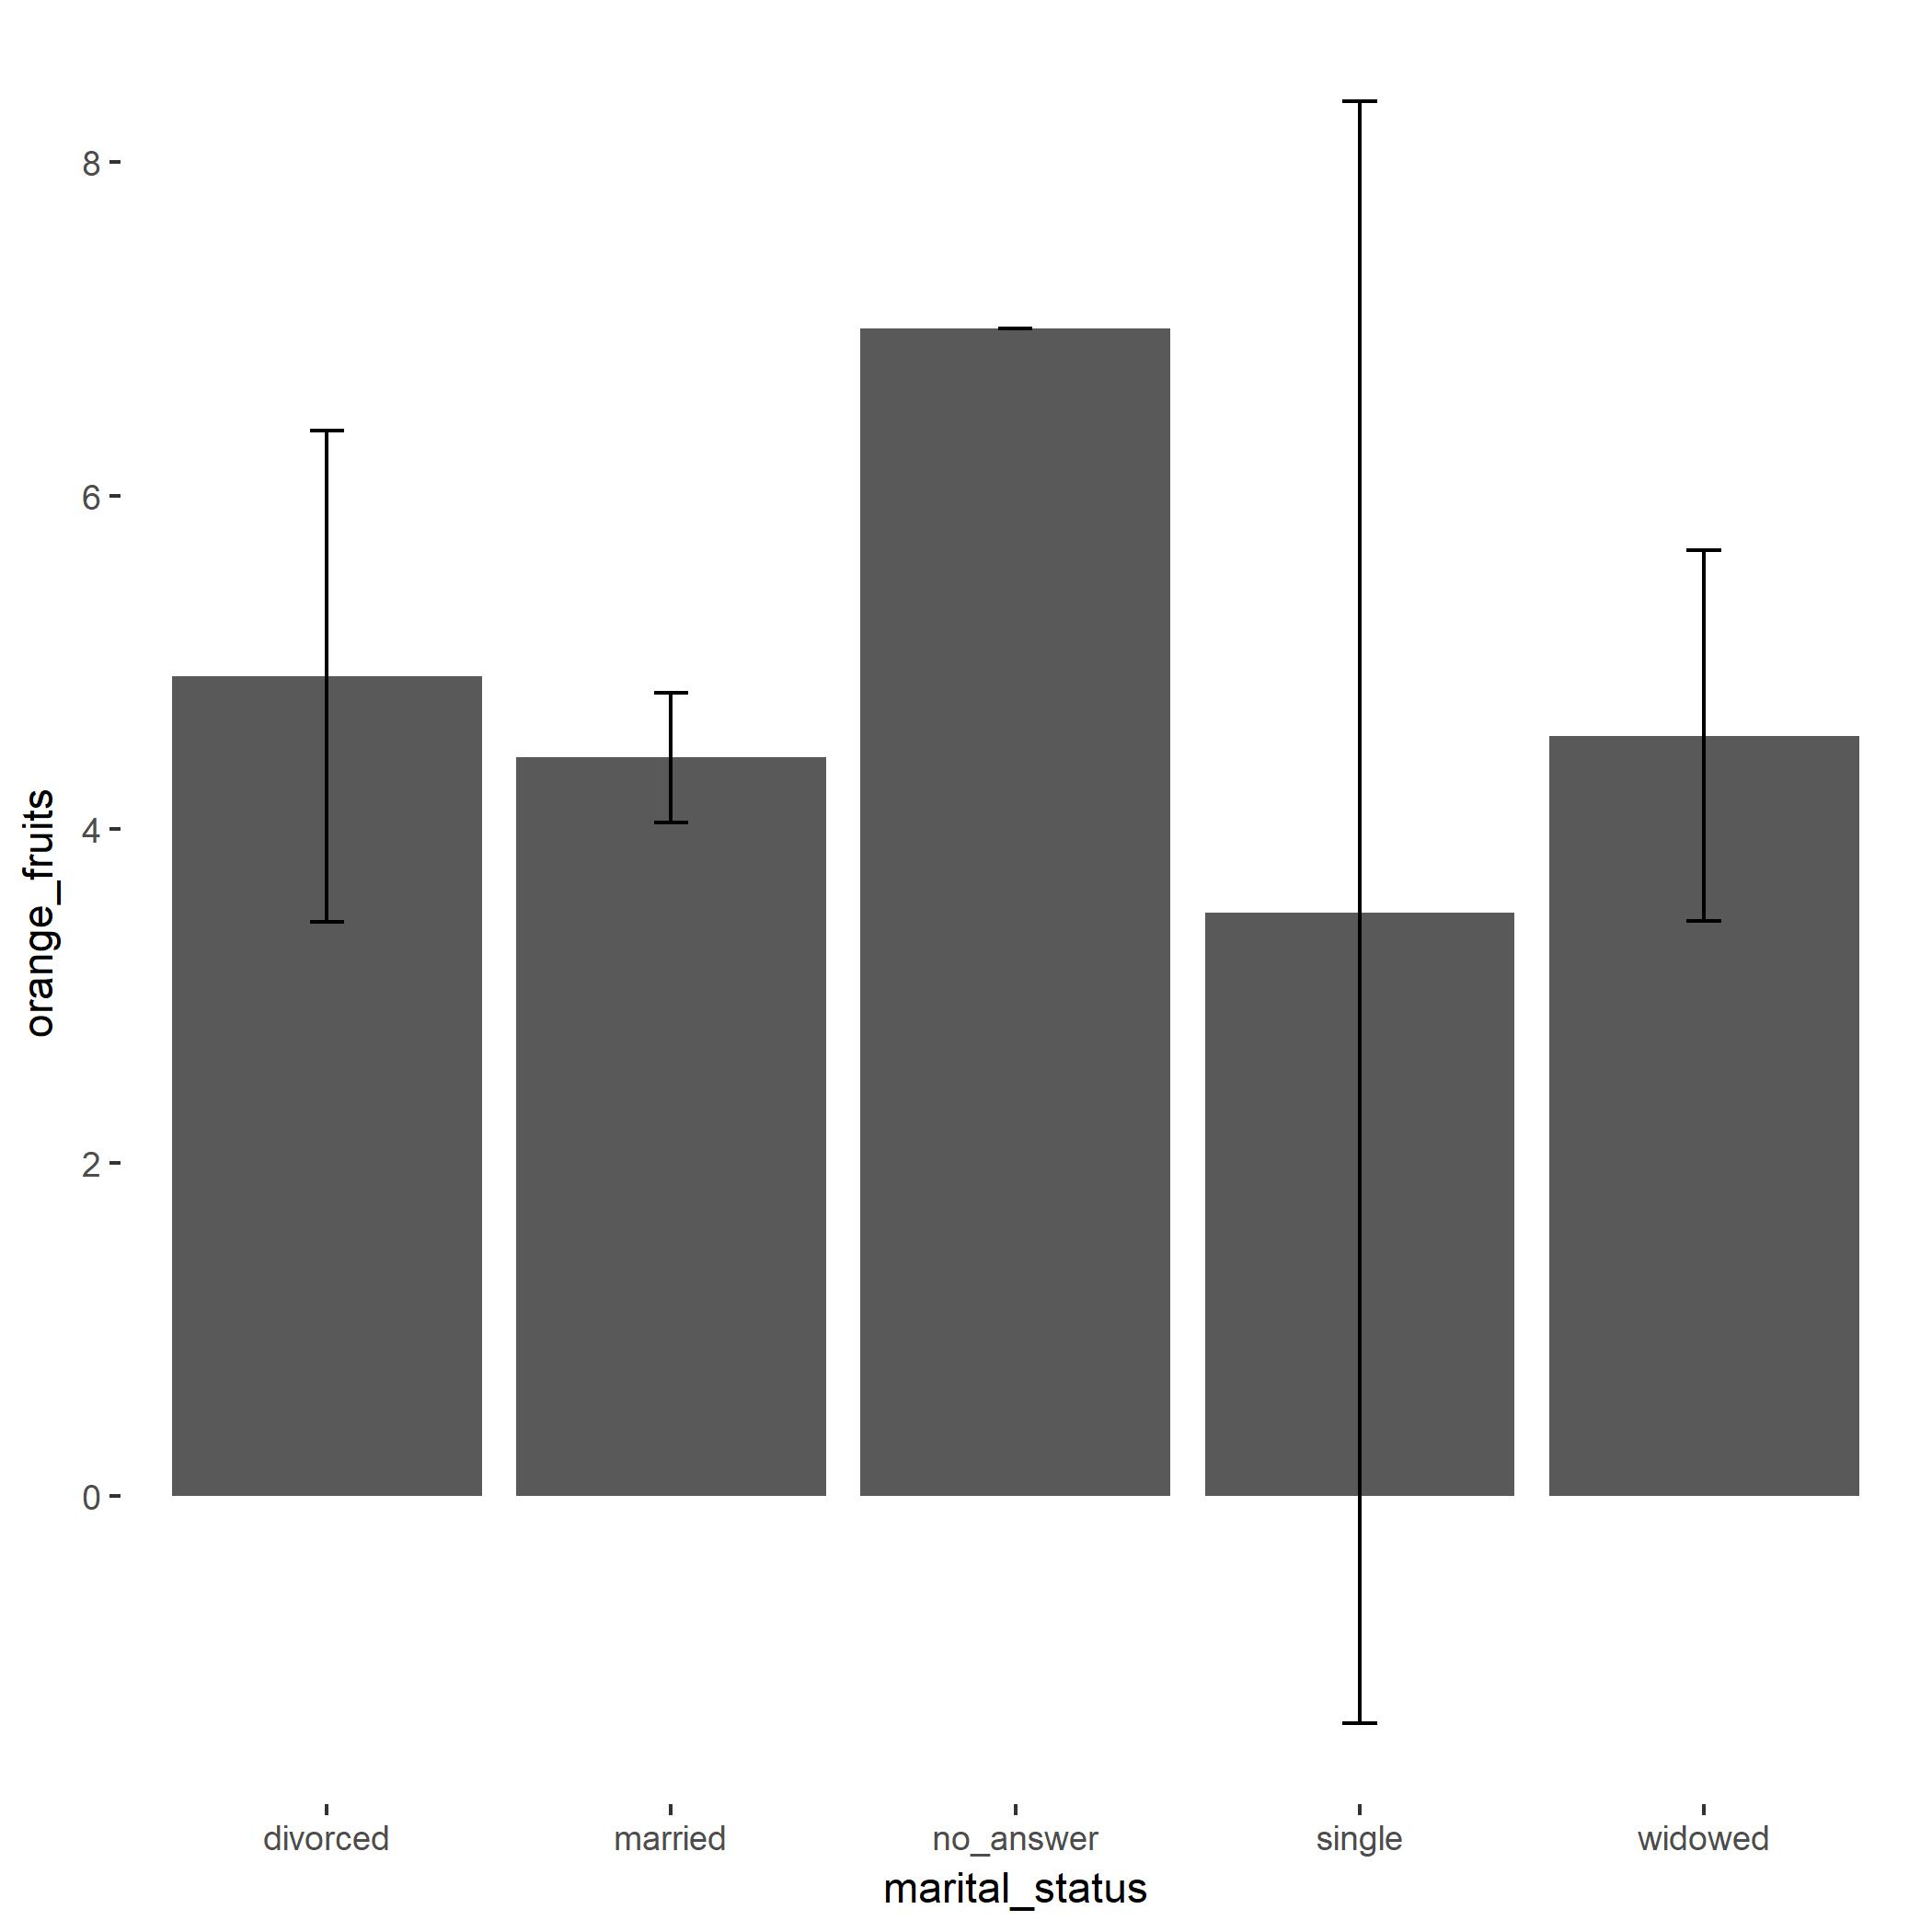 8
6
4
2
0
orange_fruits
divorced married no_answer single widowed
marital_status